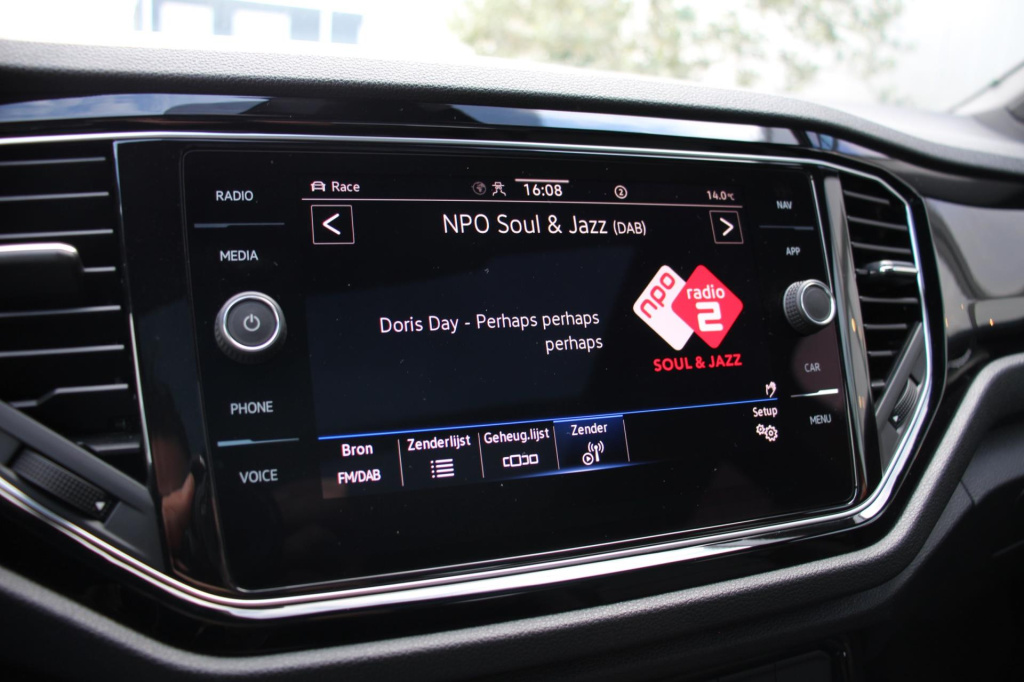 RADIO
MEDIA
PHONE
VOICE
Race
16:08
2
14.0°C
<
NPO Soul & Jazz (DAB)
>
Doris Day - Perhaps perhaps
perhaps
npo
radio
2
SOUL & JAZZ
Bron
FM/DAB
Zenderlijst
Geheug.lijst
Zender
Setup
NAV
APP
CAR
MENU